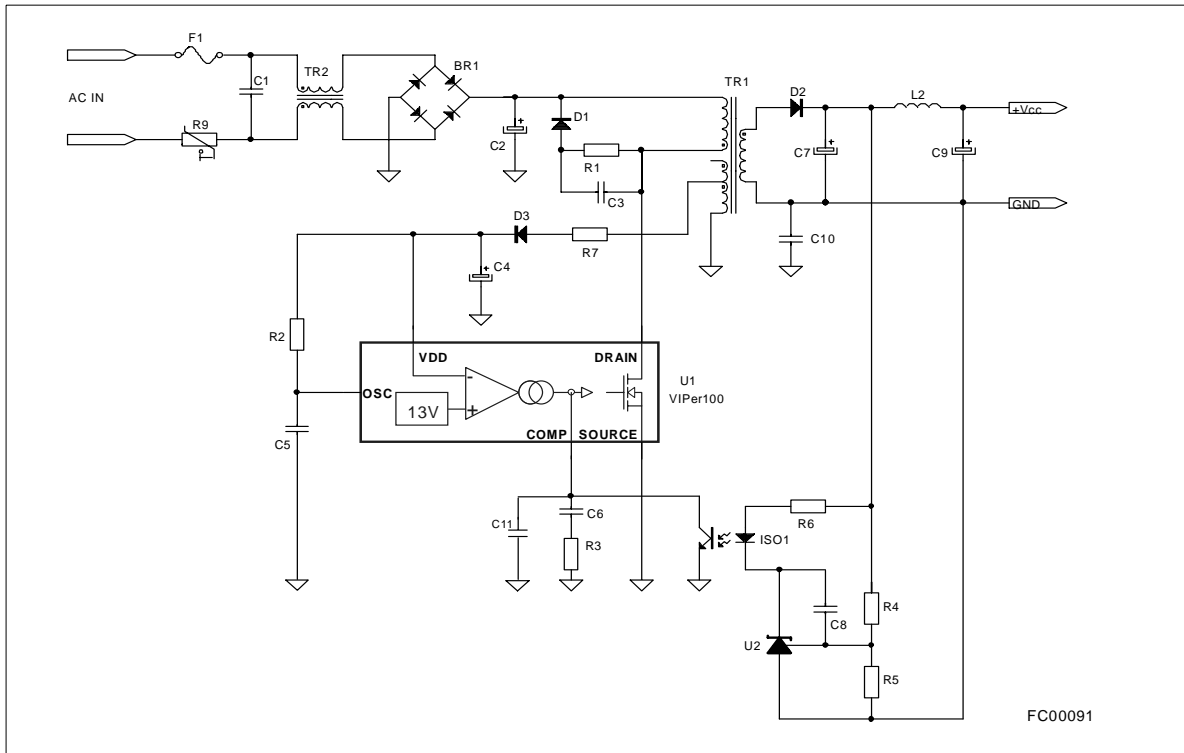 F1
TR2
BR1
TR1
C1
AC IN
D2
L2
+Vcc
R9
D1
C2
R1
C7
C9
C3
GND
D3
R7
C10
C4
R2
VDD
DRAIN
OSC
-
13V
+
U1
VIPer100
COMP
SOURCE
C5
C11
C6
R6
ISO1
R3
C8
R4
U2
R5
FC00091